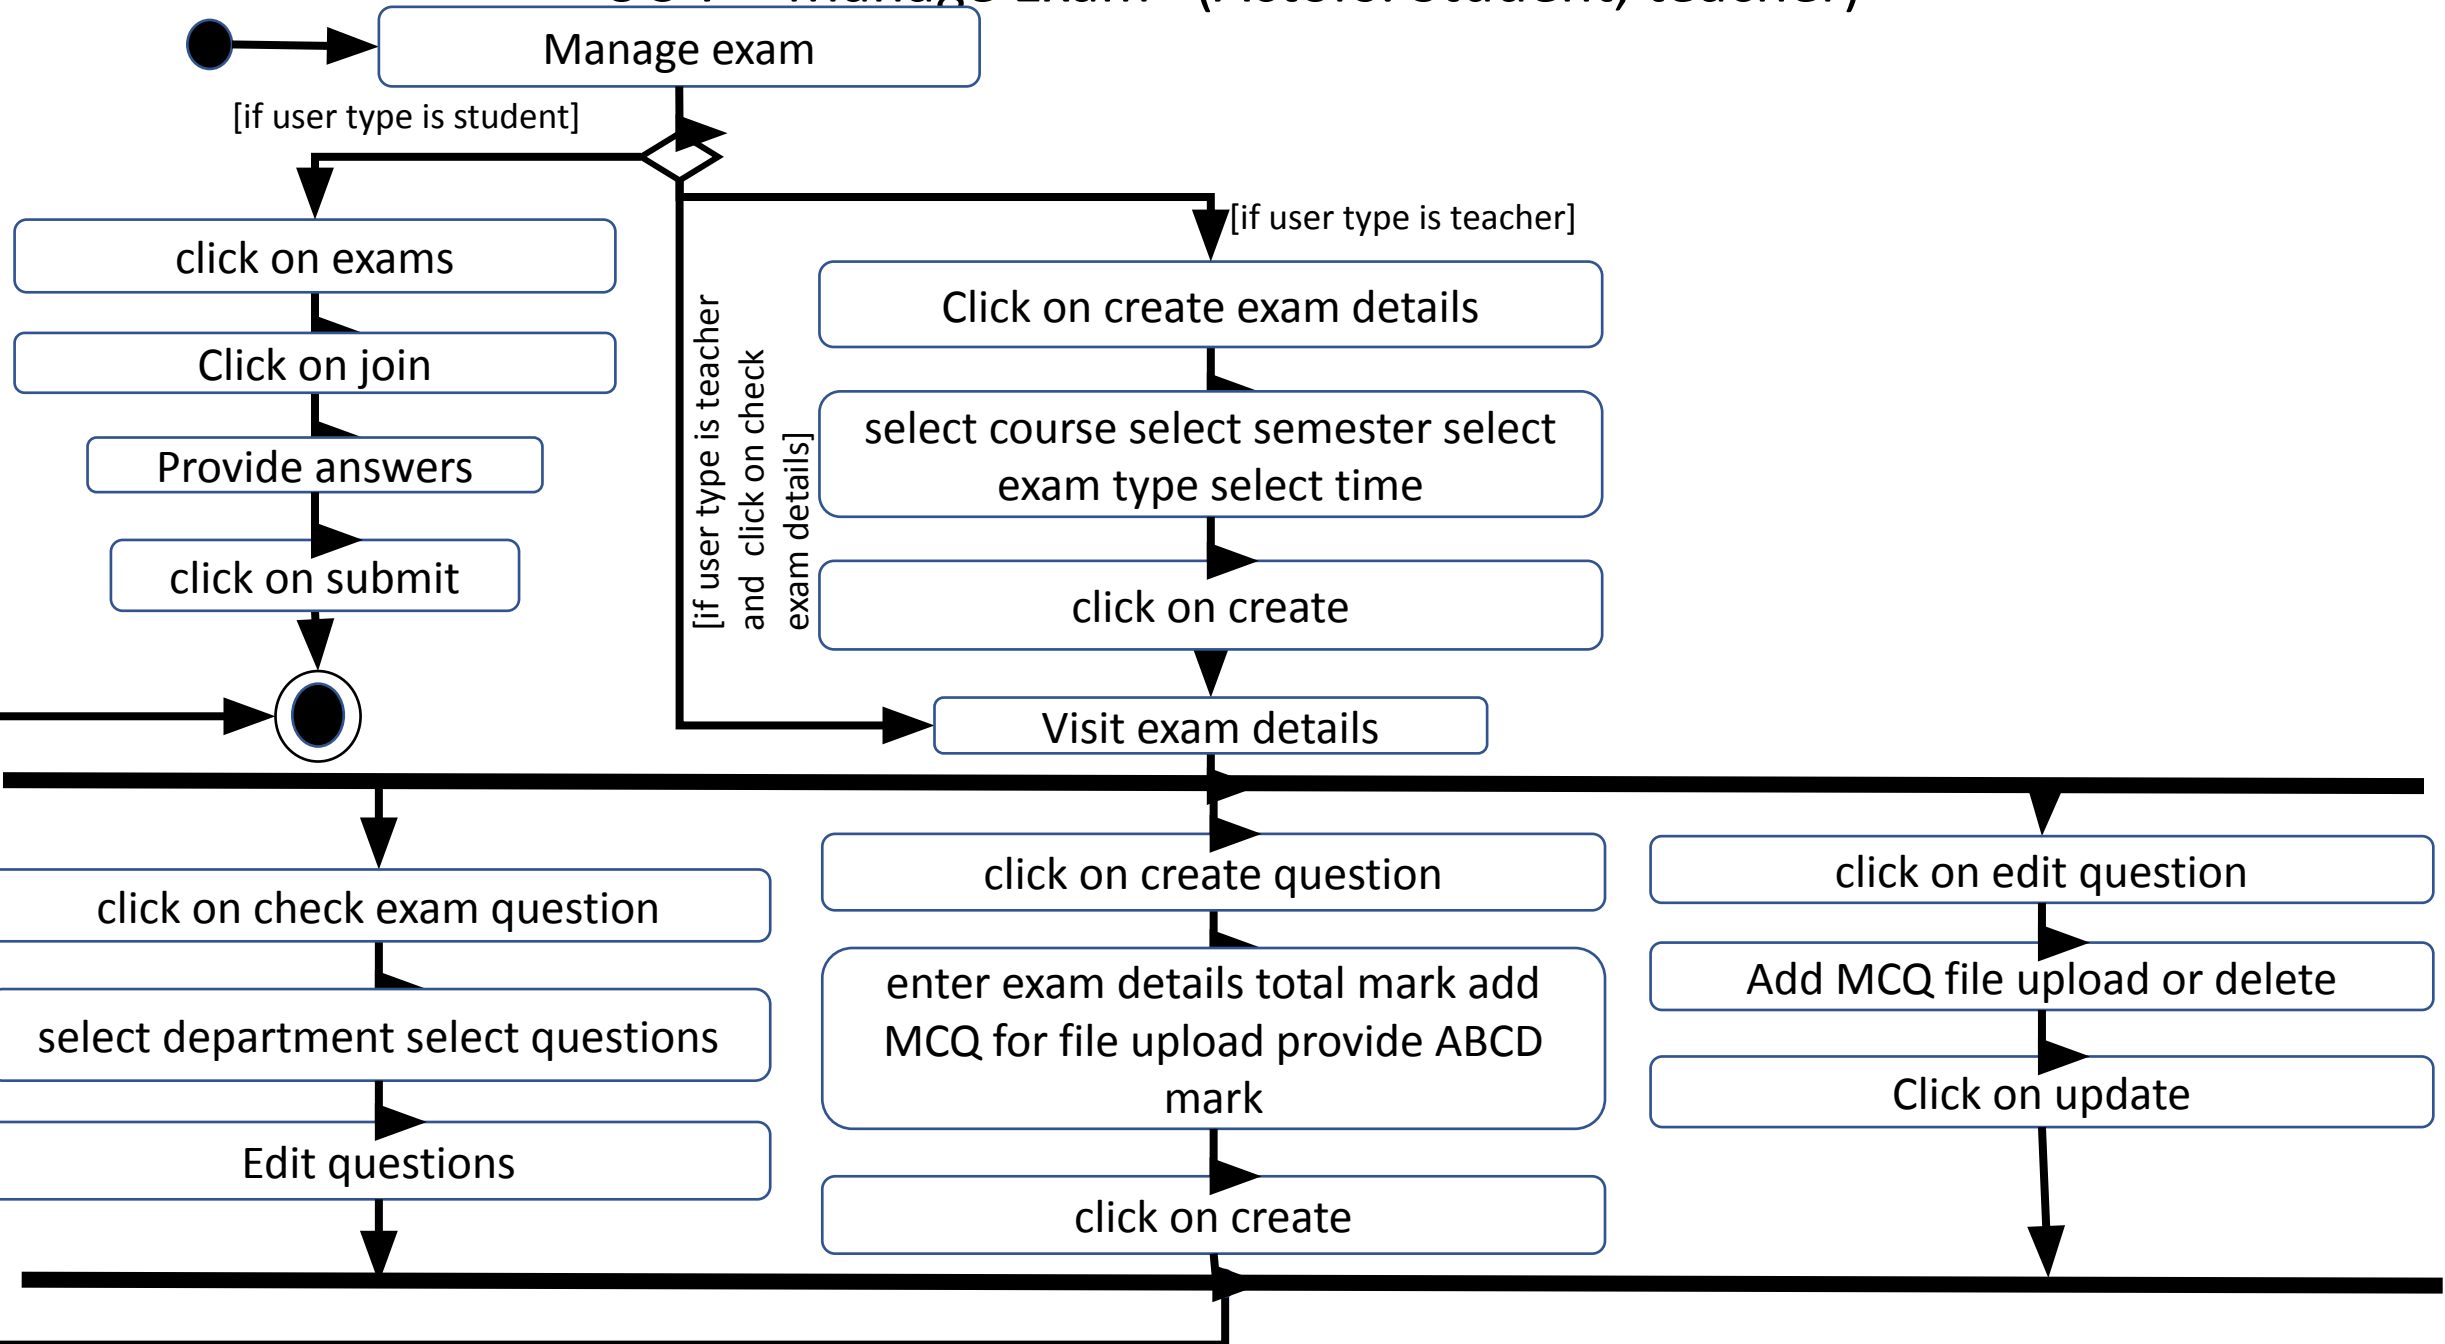 Manage Exam (Actors: Student, teacher)
Manage exam
[if user type is student]
[if user type is teacher]
click on exams
Click on join
Provide answers
click on submit
[if user type is teacher
and click on check
exam details]
Click on create exam details
select course select semester select
exam type select time
click on create
Visit exam details
click on check exam question
select department select questions
Edit questions
click on create question
enter exam details total mark add
MCQ for file upload provide ABCD
mark
click on create
click on edit question
Add MCQ file upload or delete
Click on update